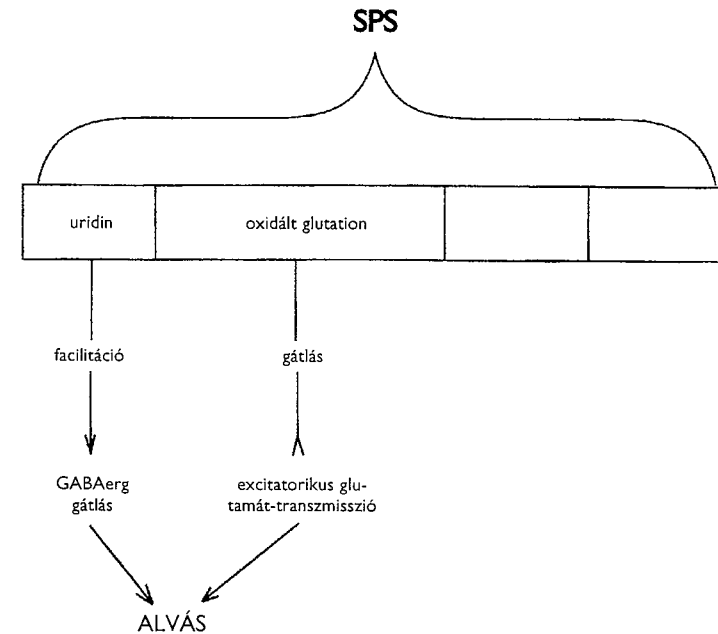 SPS
uridin
oxidált glutation
facilitáció
gátlás
GABAerg
gátlás
excitatorikus glu-
tamát-transzmisszió
ALVÁS